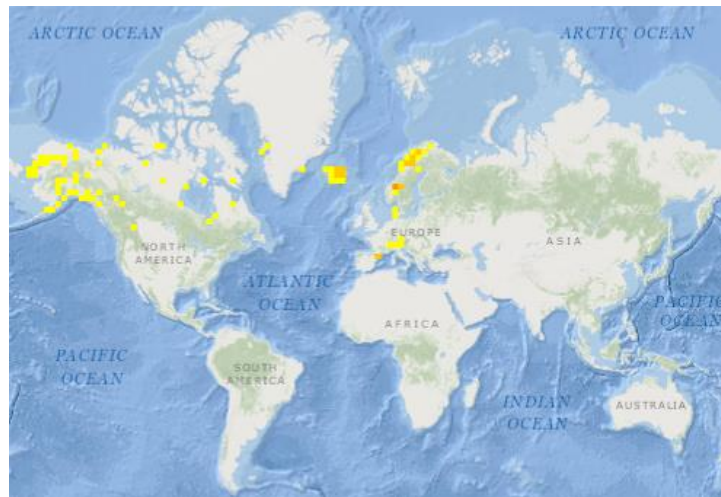 ARCTIC OCEAN
ARCTIC OCEAN
NORTH
AMERICA
EUROPE
ASIA
ATLANTIC
OCEAN
PACIFIC
OCEAN
AFRICA
PACIFIC
OCEAN
SOUTH
AMERICA
INDIAN
OCEAN
AUSTRALIA